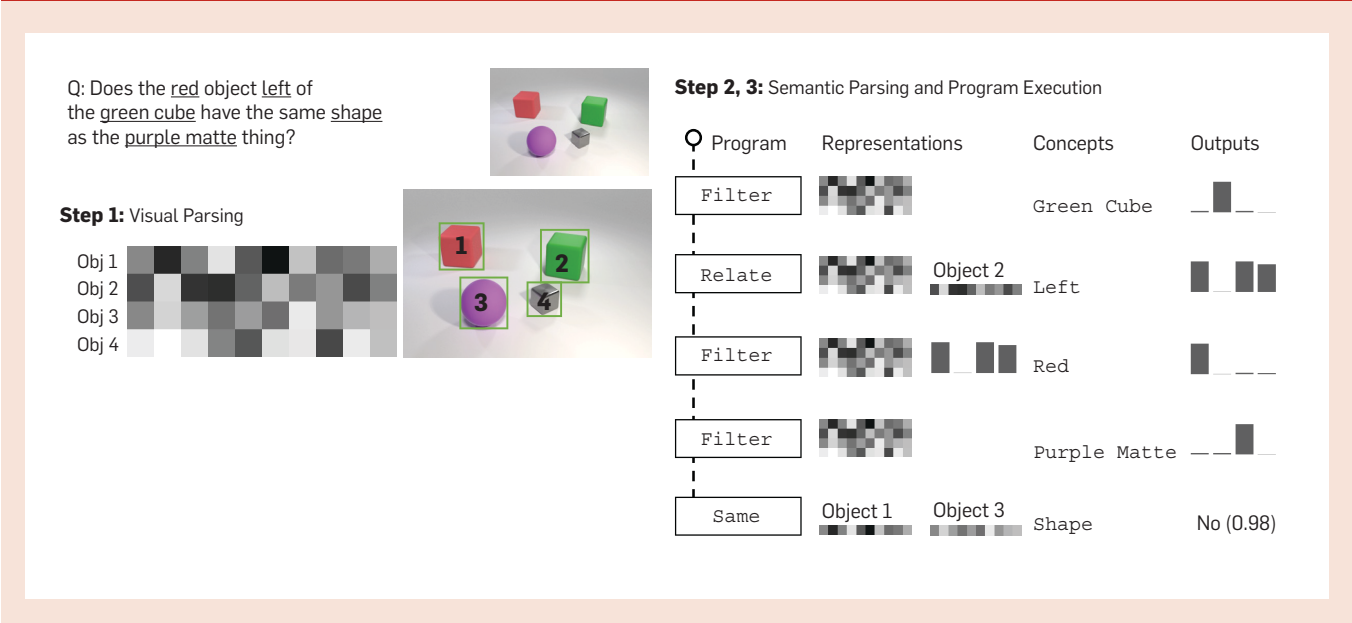 Q: Does the red object left of
the green cube have the same shape
as the purple matte thing?
Step 1: Visual Parsing
Obj 1
Obj 2
Obj 3
Obj 4
1
2
3
4
Step 2, 3: Semantic Parsing and Program Execution
Program Representations Concepts Outputs
Filter Green Cube
Relate Object 2 Left
Filter Red
Filter Purple Matte
Same Object 1 Object 3 Shape No (0.98)